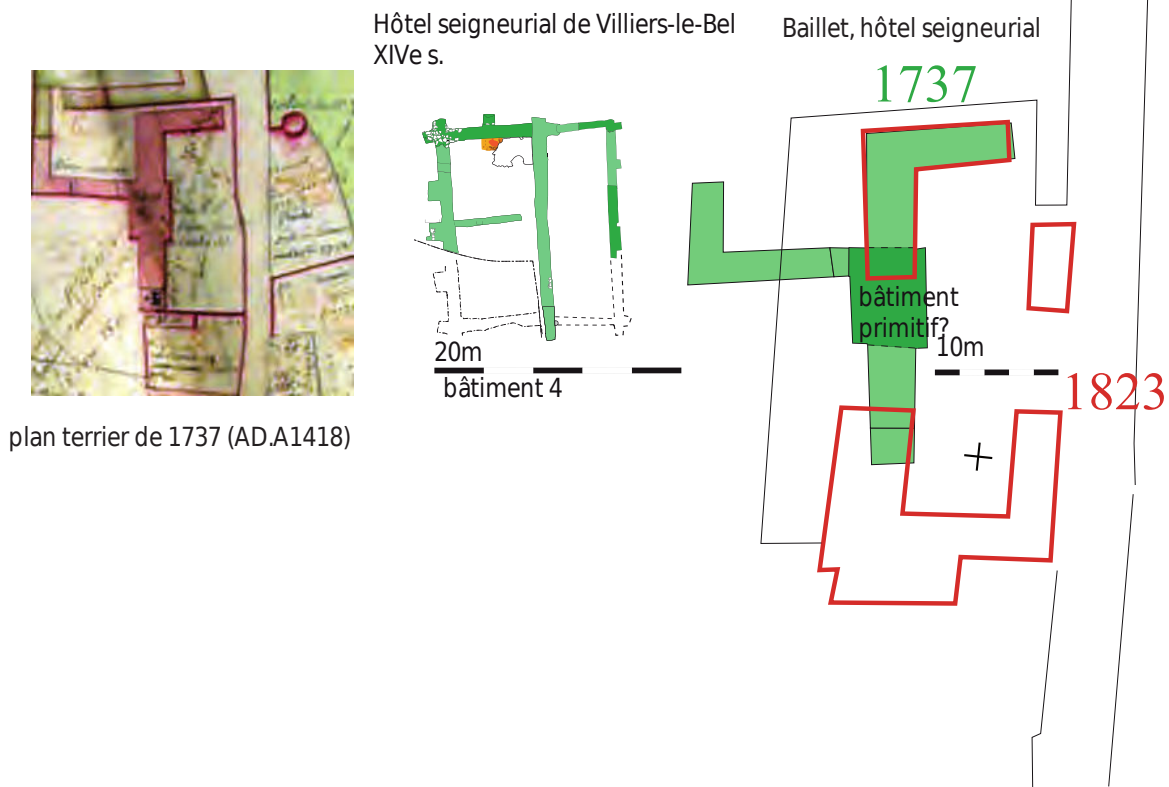 Hôtel seigneurial de Villiers-le-Bel
XIVe s.
Baillet, hôtel seigneurial
1737
bâtiment
primitif?
10m
20m
bâtiment 4
1823
plan terrier de 1737 (AD.A1418)